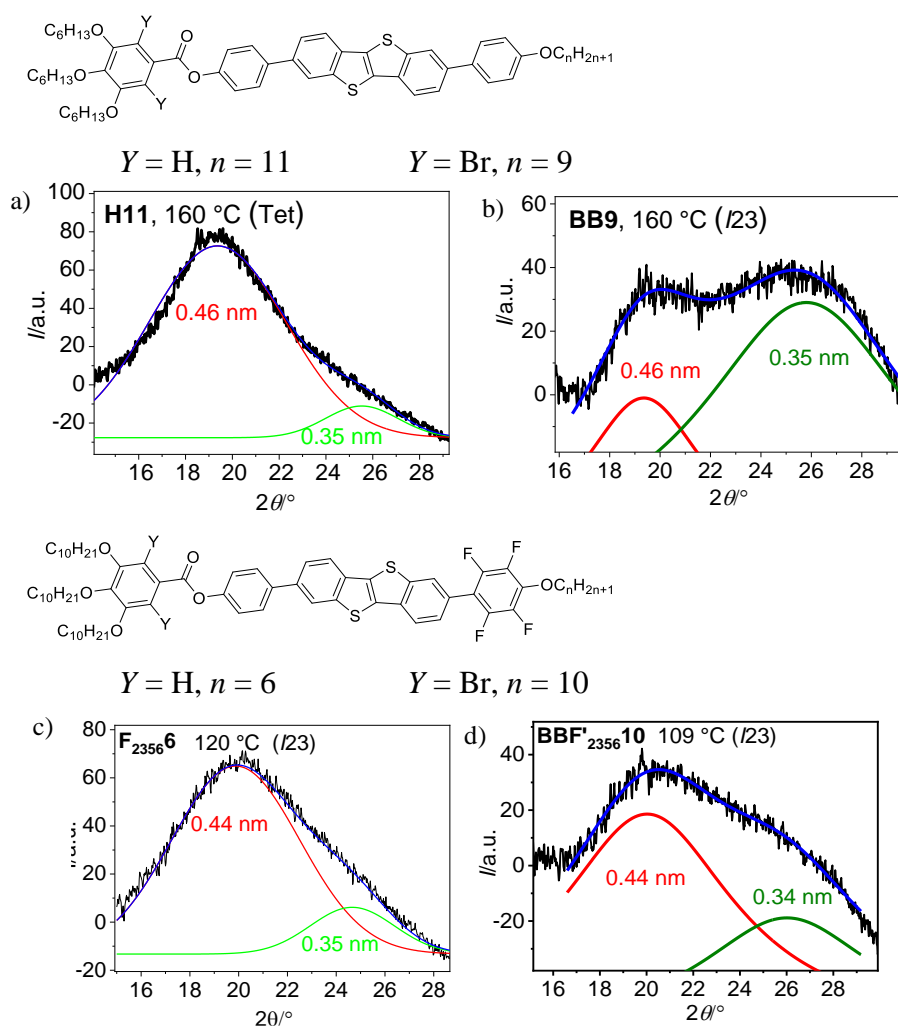 C₆H₁₃O Y O
C₆H₁₃O O S OCₙH₂ₙ₊₁
C₆H₁₃O Y S
Y = H, n = 11 Y = Br, n = 9
a) H11, 160 °C (Tet)
100
80
60
40
20
0
-20
I/a.u.
0.46 nm
0.35 nm
16 18 20 22 24 26 28
2θ/°
b) BB9, 160 °C (I23)
60
40
20
0
I/a.u.
0.46 nm
0.35 nm
16 18 20 22 24 26 28
2θ/°
C₁₀H₂₁O Y O S F F
C₁₀H₂₁O O OCₙH₂ₙ₊₁
C₁₀H₂₁O Y S F F
Y = H, n = 6 Y = Br, n = 10
c) F₂₃₅₆6 120 °C (I23)
80
60
40
20
0
-20
/a.u.
0.44 nm
0.35 nm
16 18 20 22 24 26 28
2θ/°
d) BBF'₂₃₅₆10 109 °C (I23)
40
20
0
-20
I/a.u.
0.44 nm
0.34 nm
16 18 20 22 24 26 28
2θ/°